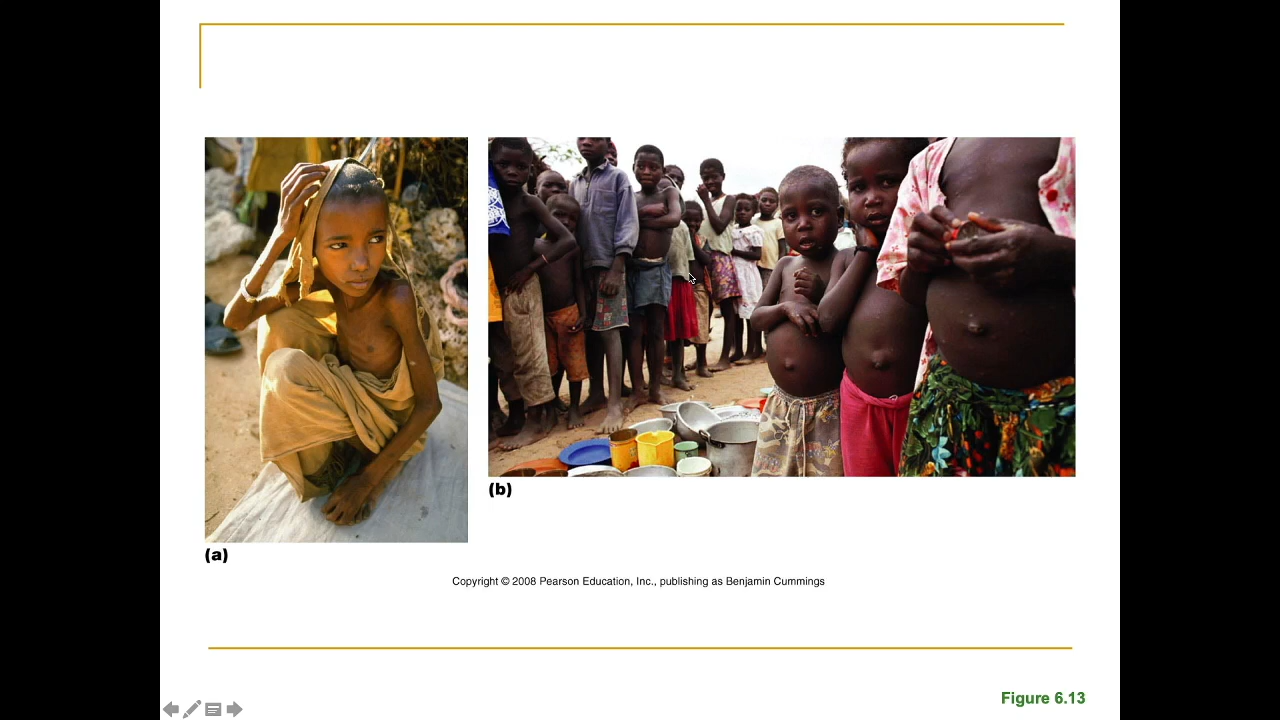 (a)
(b)
Copyright © 2008 Pearson Education, Inc., publishing as Benjamin Cummings
Figure 6.13